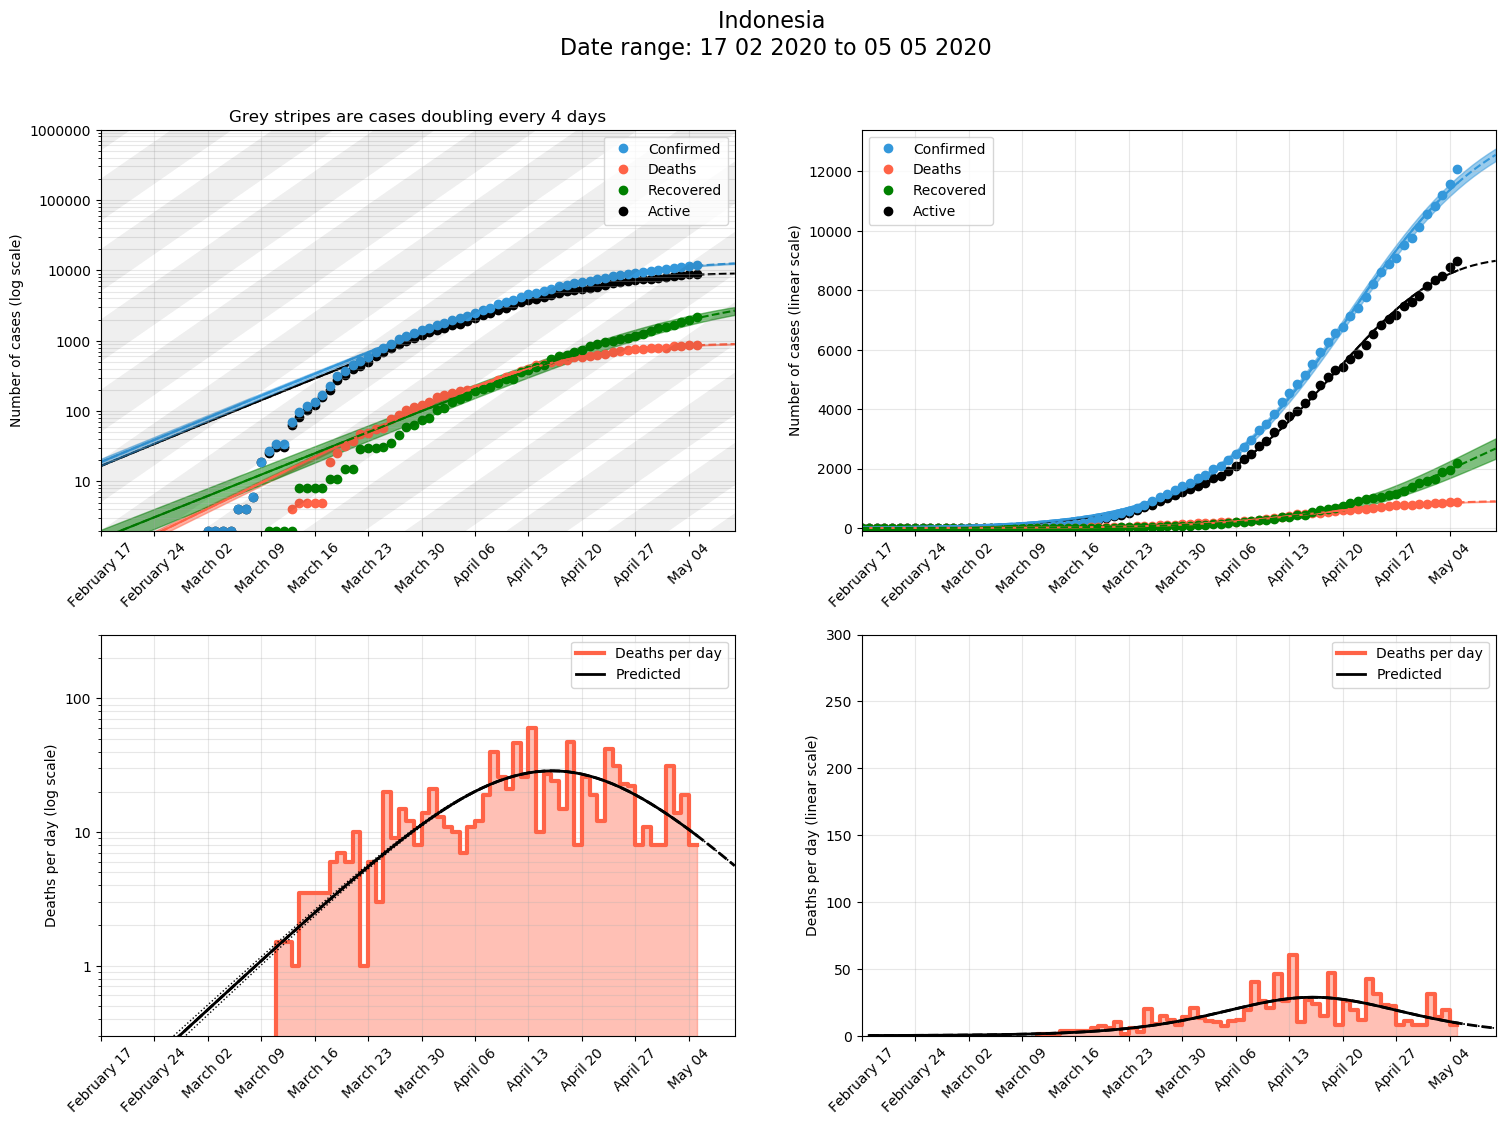 Indonesia
Date range: 17 02 2020 to 05 05 2020
Grey stripes are cases doubling every 4 days
Number of cases (log scale)
1000000
100000
10000
1000
100
10
Confirmed
Deaths
Recovered
Active
February 17
February 24
March 02
March 09
March 16
March 23
March 30
April 06
April 13
April 20
April 27
May 04
Number of cases (linear scale)
12000
10000
8000
6000
4000
2000
0
Confirmed
Deaths
Recovered
Active
February 17
February 24
March 02
March 09
March 16
March 23
March 30
April 06
April 13
April 20
April 27
May 04
Deaths per day (log scale)
100
10
1
Deaths per day
Predicted
February 17
February 24
March 02
March 09
March 16
March 23
March 30
April 06
April 13
April 20
April 27
May 04
Deaths per day (linear scale)
300
250
200
150
100
50
0
Deaths per day
Predicted
February 17
February 24
March 02
March 09
March 16
March 23
March 30
April 06
April 13
April 20
April 27
May 04